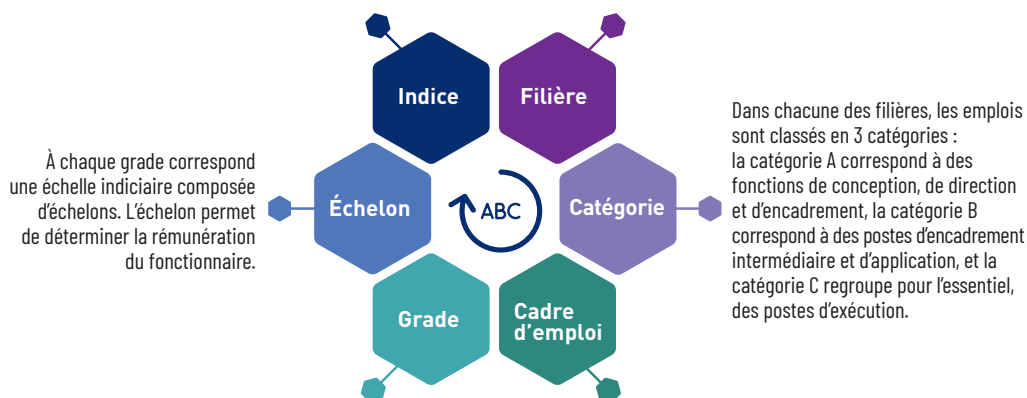 Indice
Filière
À chaque grade correspond
une échelle indiciaire composée
d'échelons. L'échelon permet
de déterminer la rémunération
du fonctionnaire.
Échelon
ABC
Catégorie
Dans chacune des filières, les emplois
sont classés en 3 catégories :
la catégorie A correspond à des
fonctions de conception, de direction
et d'encadrement, la catégorie B
correspond à des postes d'encadrement
intermédiaire et d'application, et la
catégorie C regroupe pour l'essentiel,
des postes d'exécution.
Grade
Cadre
d'emploi